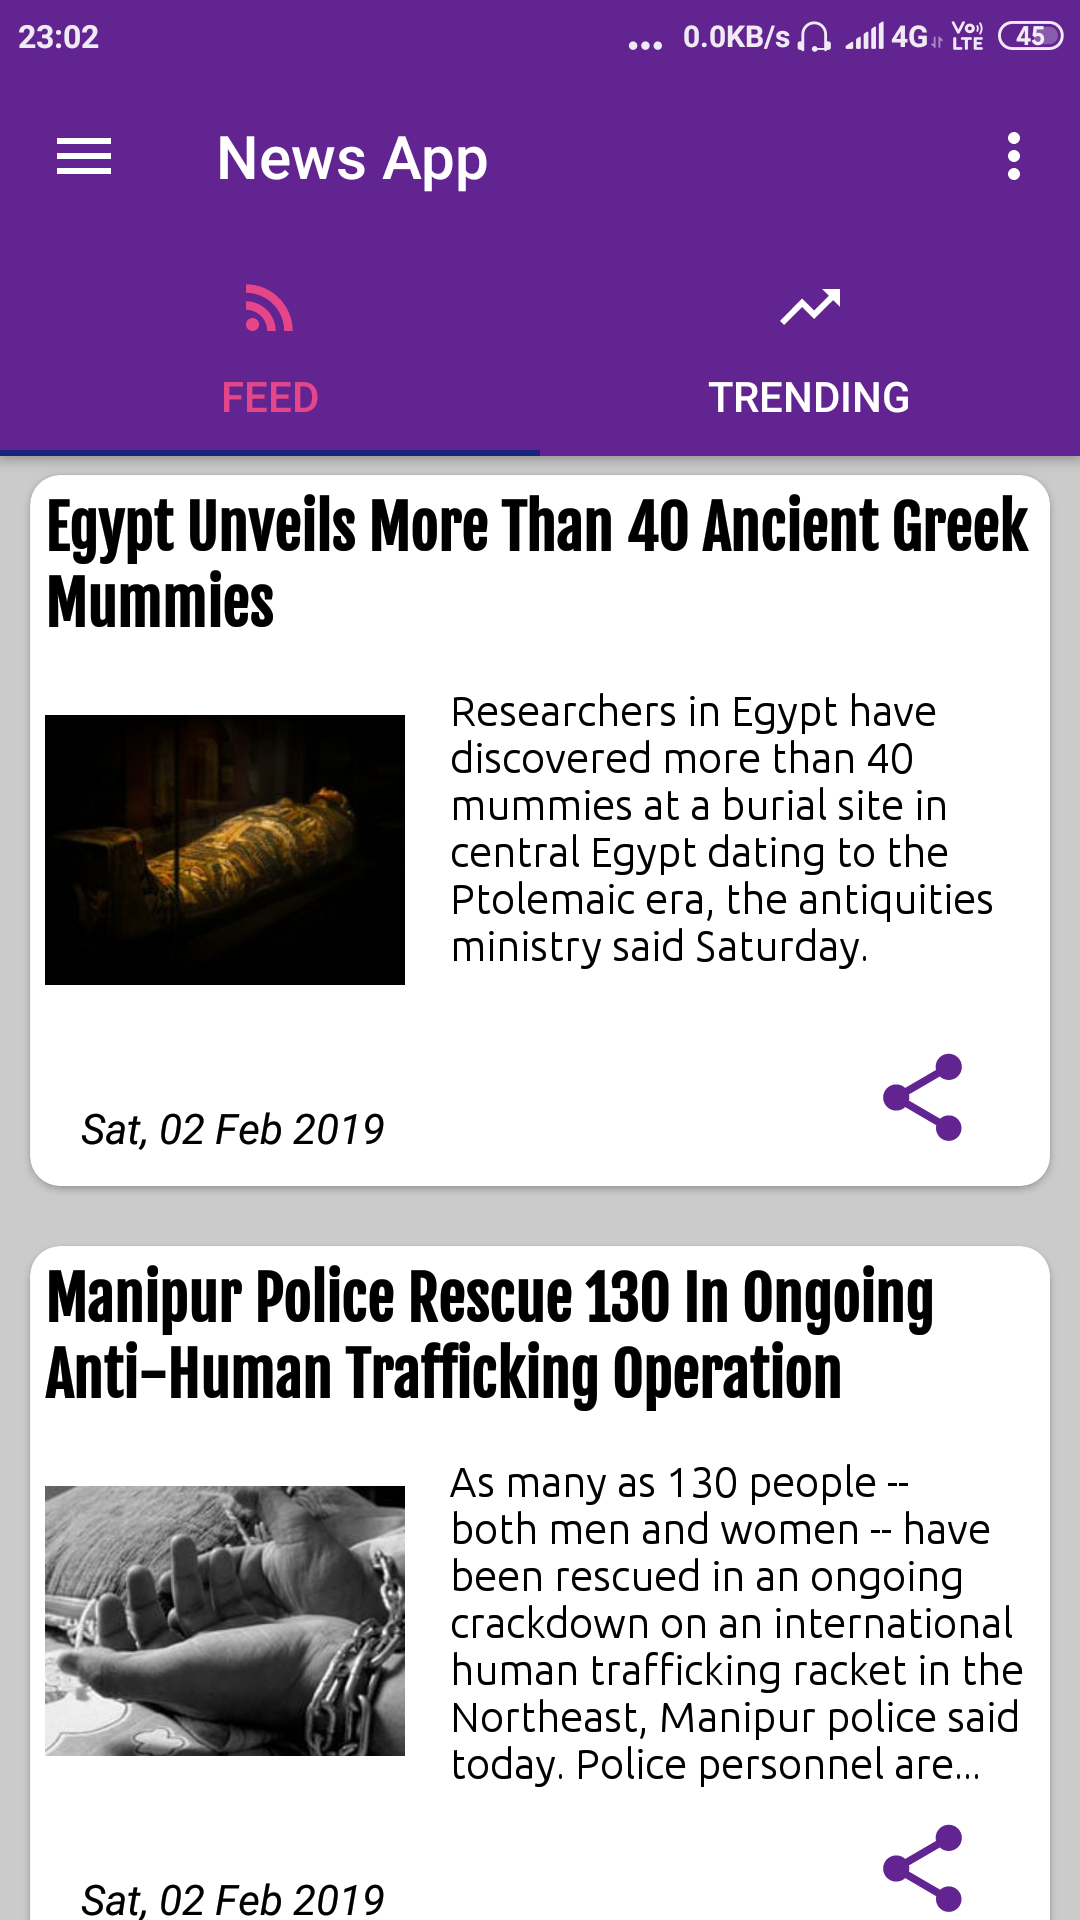 23:02
... 0.0KB/s 4G VoLTE 45
News App
FEED
TRENDING
Egypt Unveils More Than 40 Ancient Greek
Mummies
Researchers in Egypt have
discovered more than 40
mummies at a burial site in
central Egypt dating to the
Ptolemaic era, the antiquities
ministry said Saturday.
Sat, 02 Feb 2019
Manipur Police Rescue 130 In Ongoing
Anti-Human Trafficking Operation
As many as 130 people --
both men and women -- have
been rescued in an ongoing
crackdown on an international
human trafficking racket in the
Northeast, Manipur police said
today. Police personnel are...
Sat, 02 Feb 2019